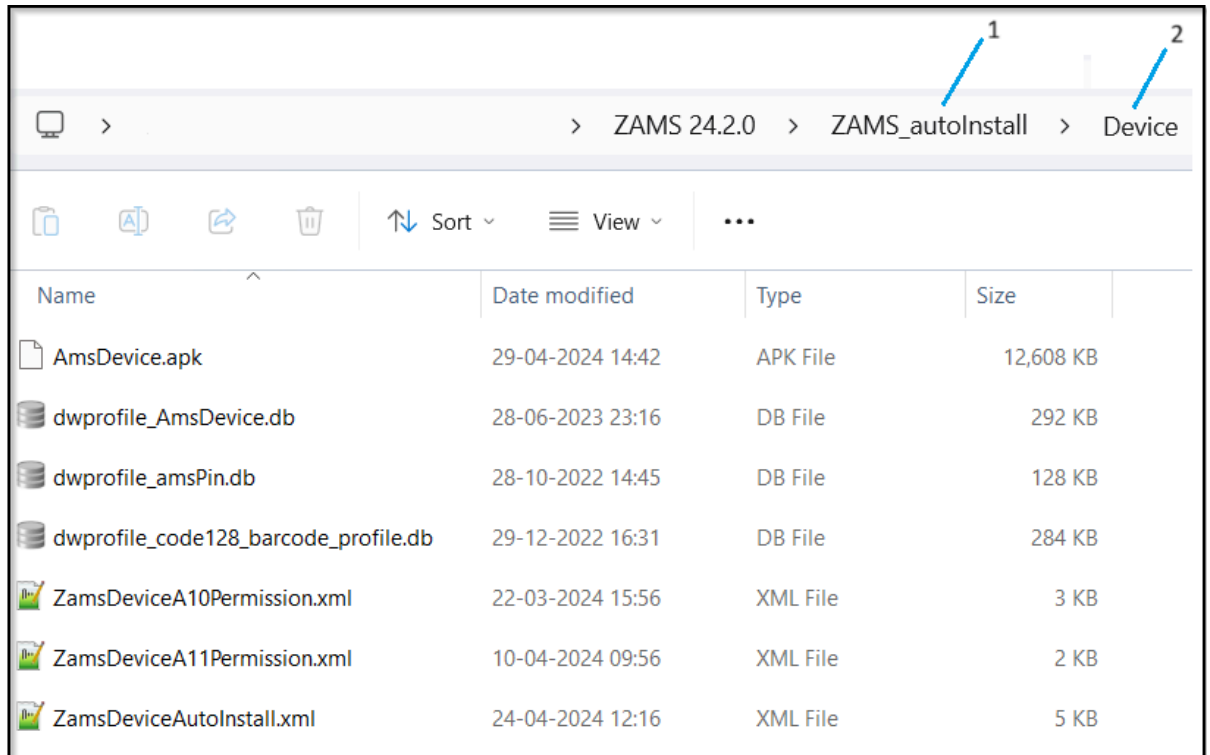 1 2
> > ZAMS 24.2.0 > ZAMS_autoInstall > Device
Sort View •••
Name Date modified Type Size
AmsDevice.apk 29-04-2024 14:42 APK File 12,608 KB
dwprofile_AmsDevice.db 28-06-2023 23:16 DB File 292 KB
dwprofile_amsPin.db 28-10-2022 14:45 DB File 128 KB
dwprofile_code128_barcode_profile.db 29-12-2022 16:31 DB File 284 KB
ZamsDeviceA10Permission.xml 22-03-2024 15:56 XML File 3 KB
ZamsDeviceA11Permission.xml 10-04-2024 09:56 XML File 2 KB
ZamsDeviceAutoInstall.xml 24-04-2024 12:16 XML File 5 KB